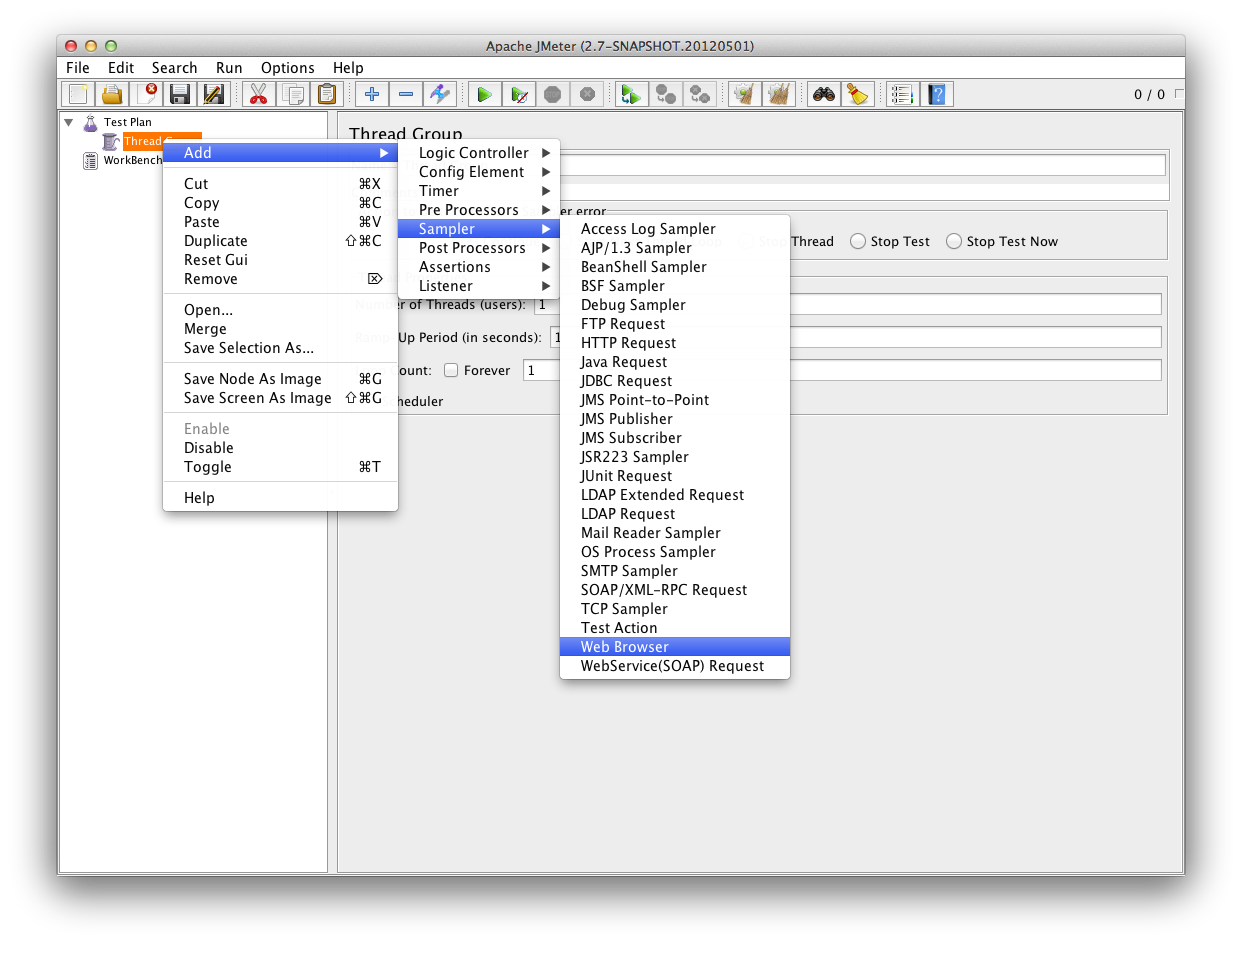 Apache JMeter (2.7-SNAPSHOT.20120501)
File Edit Search Run Options Help
0 / 0
Test Plan
Thread
WorkBench
Thread Group
Add
Cut ⌘X
Copy ⌘C
Paste ⌘V
Duplicate ⇧⌘C
Reset Gui
Remove ⌦
Open...
Merge
Save Selection As...
Save Node As Image ⌘G
Save Screen As Image ⇧⌘G
Enable
Disable
Toggle ⌘T
Help
Logic Controller
Config Element
Timer
Pre Processors
Sampler
Post Processors
Assertions
Listener
Access Log Sampler
AJP/1.3 Sampler
BeanShell Sampler
BSF Sampler
Debug Sampler
FTP Request
HTTP Request
Java Request
JDBC Request
JMS Point-to-Point
JMS Publisher
JMS Subscriber
JSR223 Sampler
JUnit Request
LDAP Extended Request
LDAP Request
Mail Reader Sampler
OS Process Sampler
SMTP Sampler
SOAP/XML-RPC Request
TCP Sampler
Test Action
Web Browser
WebService(SOAP) Request
error
Stop Thread Stop Test Stop Test Now
Number of Threads (users): 1
Ramp-Up Period (in seconds): 1
Forever 1